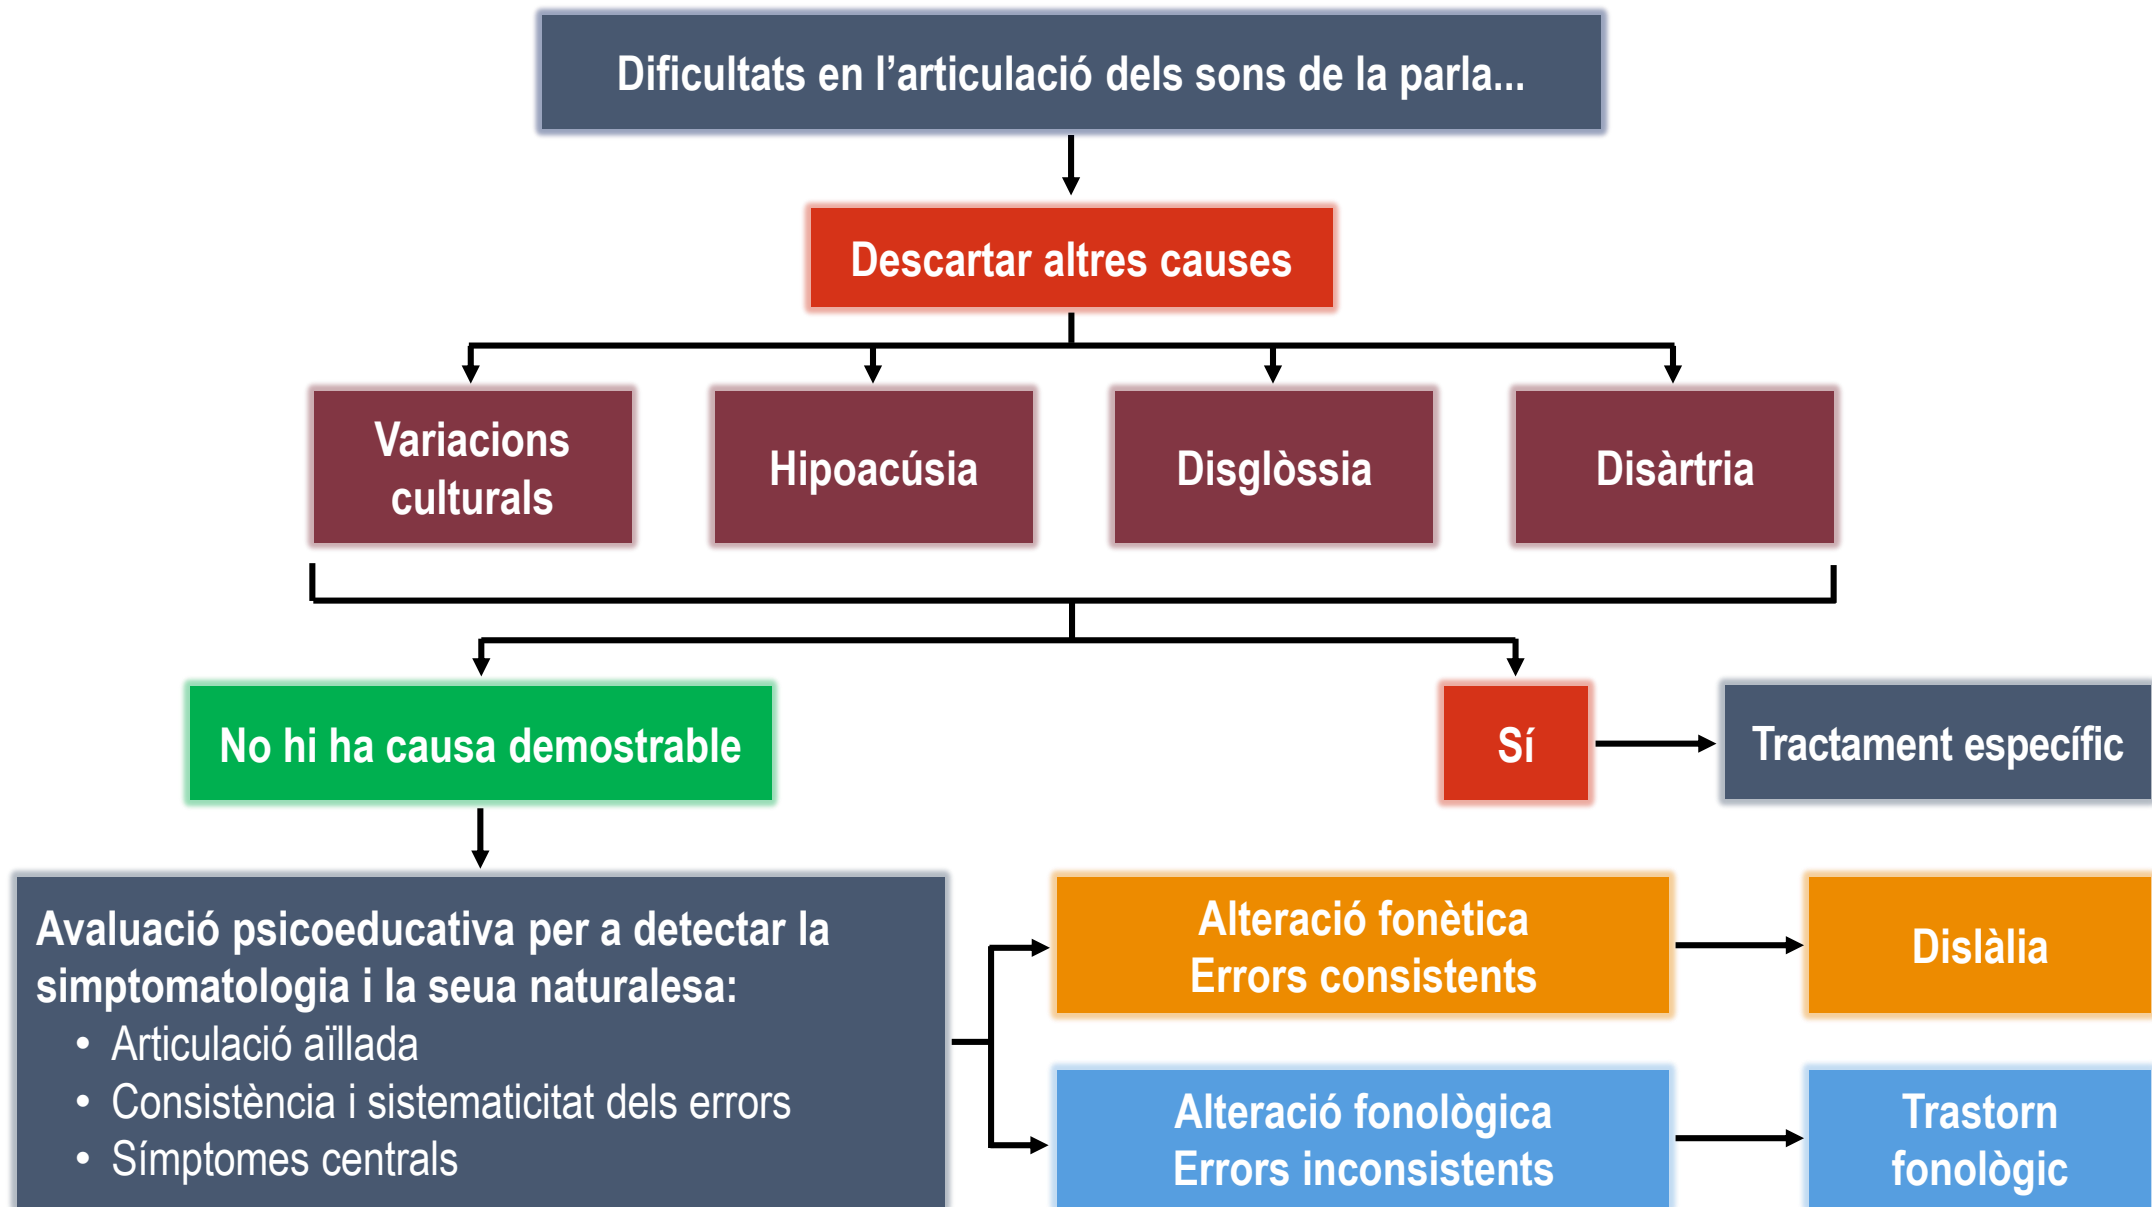 Dificultats en l’articulació dels sons de la parla...
Descartar altres causes
Variacions
culturals
Hipoacúsia
Disglòssia
Disàrtria
No hi ha causa demostrable
Sí
Tractament específic
Avaluació psicoeducativa per a detectar la
simptomatologia i la seua naturalesa:
• Articulació aïllada
• Consistència i sistematicitat dels errors
• Símptomes centrals
Alteració fonètica
Errors consistents
Dislàlia
Alteració fonològica
Errors inconsistents
Trastorn
fonològic